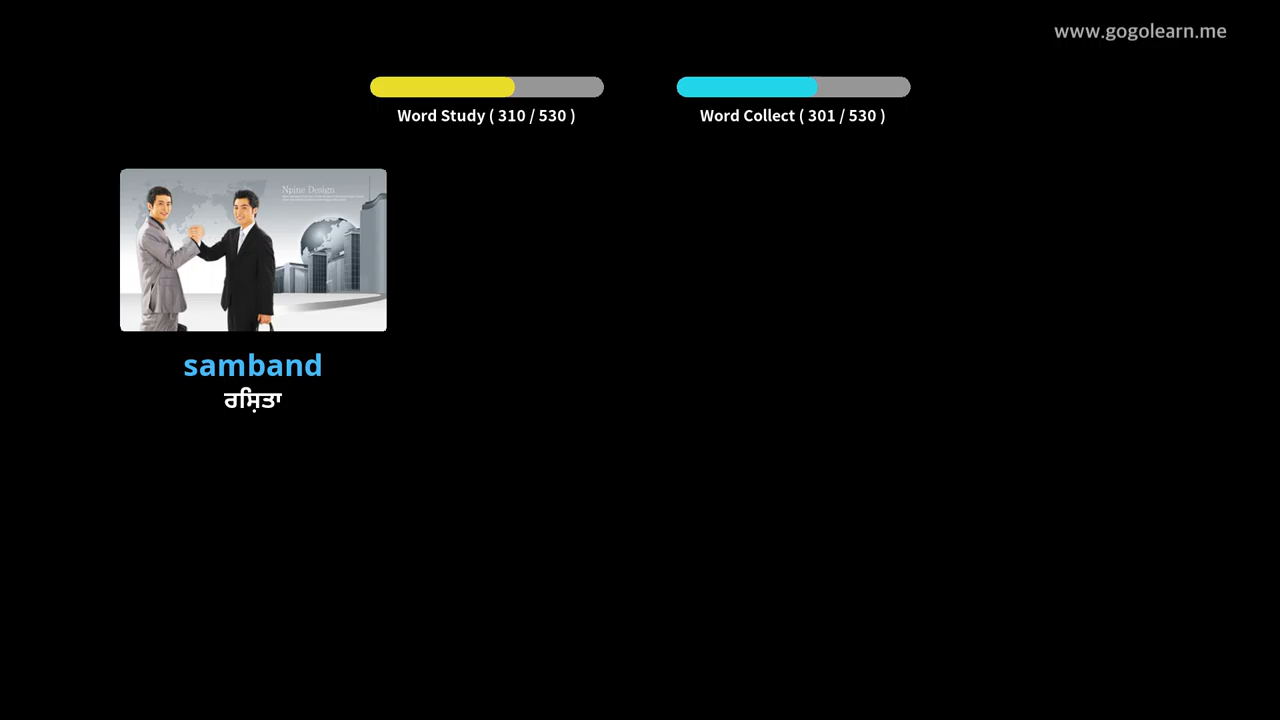 www.gogolearn.me
Word Study ( 310 / 530 )
Word Collect ( 301 / 530 )
Npine Design
samband
ਰਸ਼ਿਤਾ